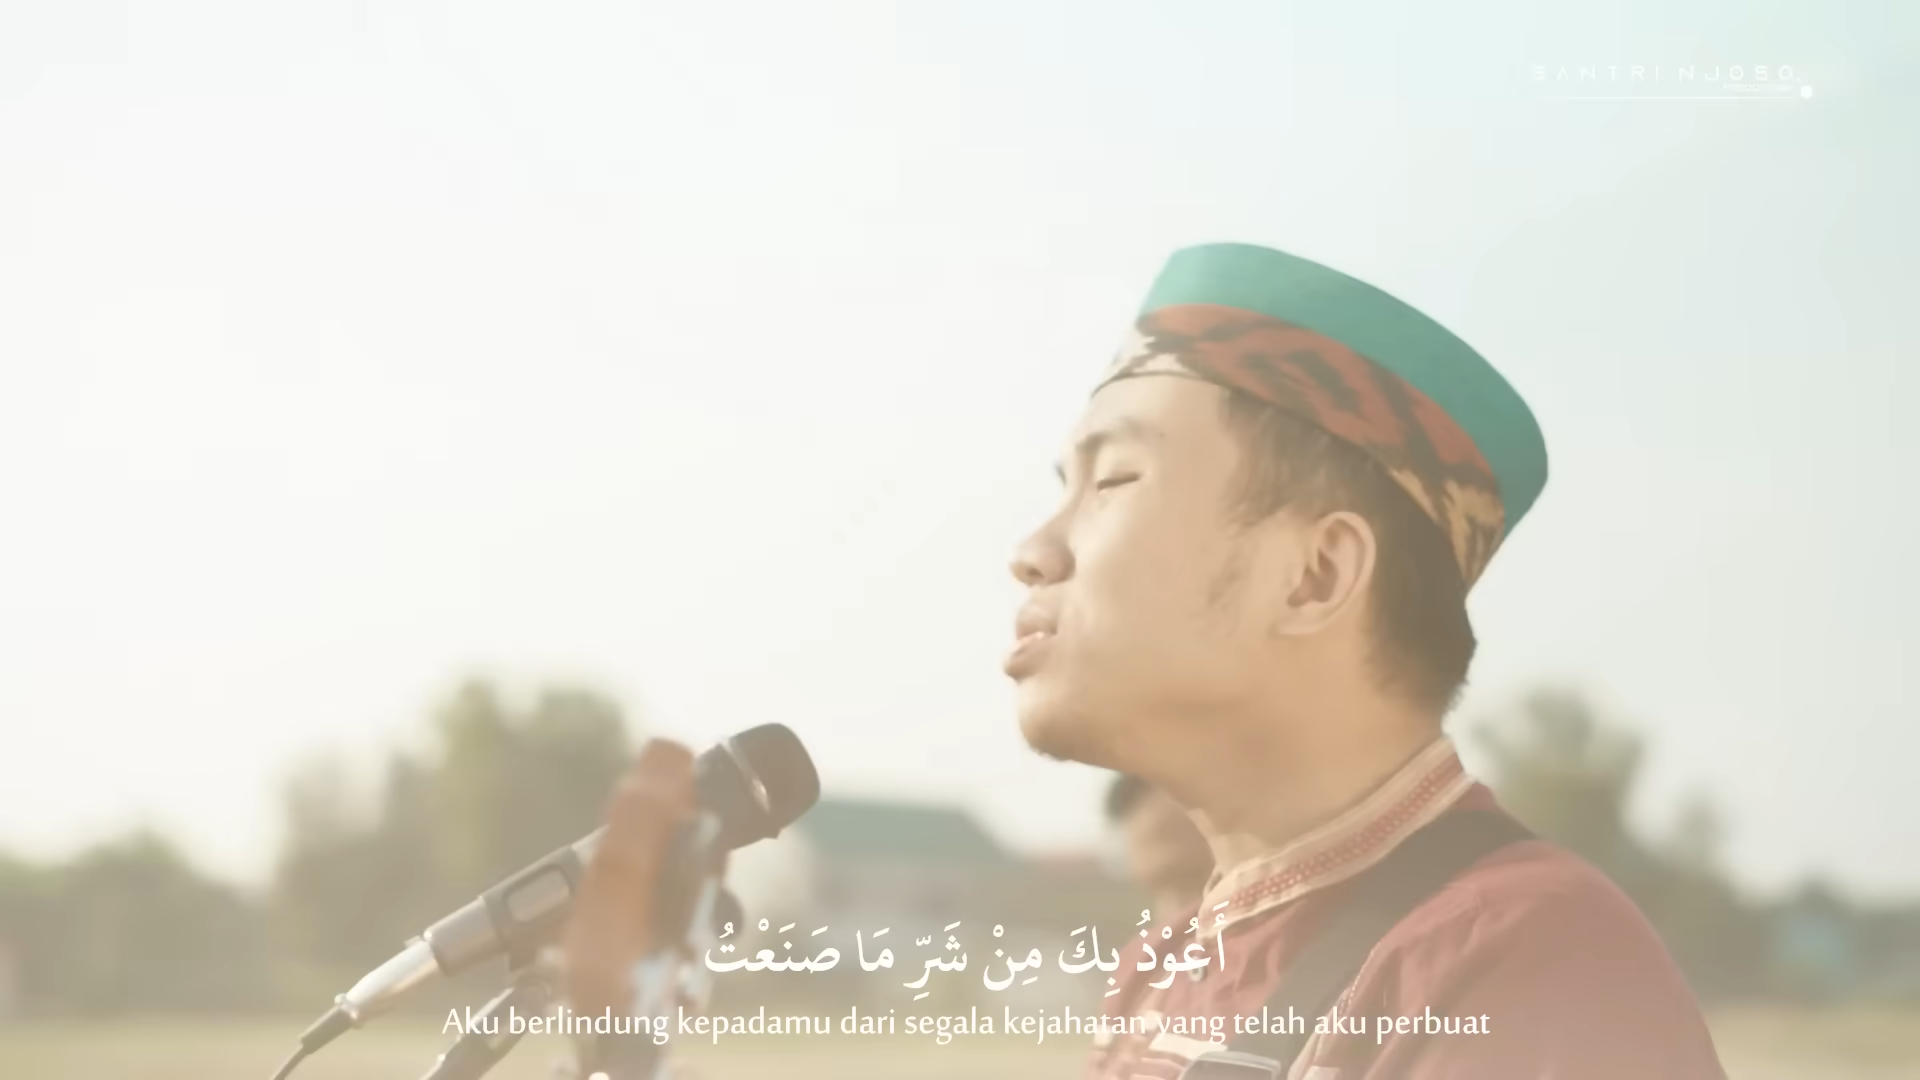 SANTRI NJOSO
أَعُوْذُ بِكَ مِنْ شَرِّ مَا صَنَعْتُ
Aku berlindung kepadamu dari segala kejahatan yang telah aku perbuat